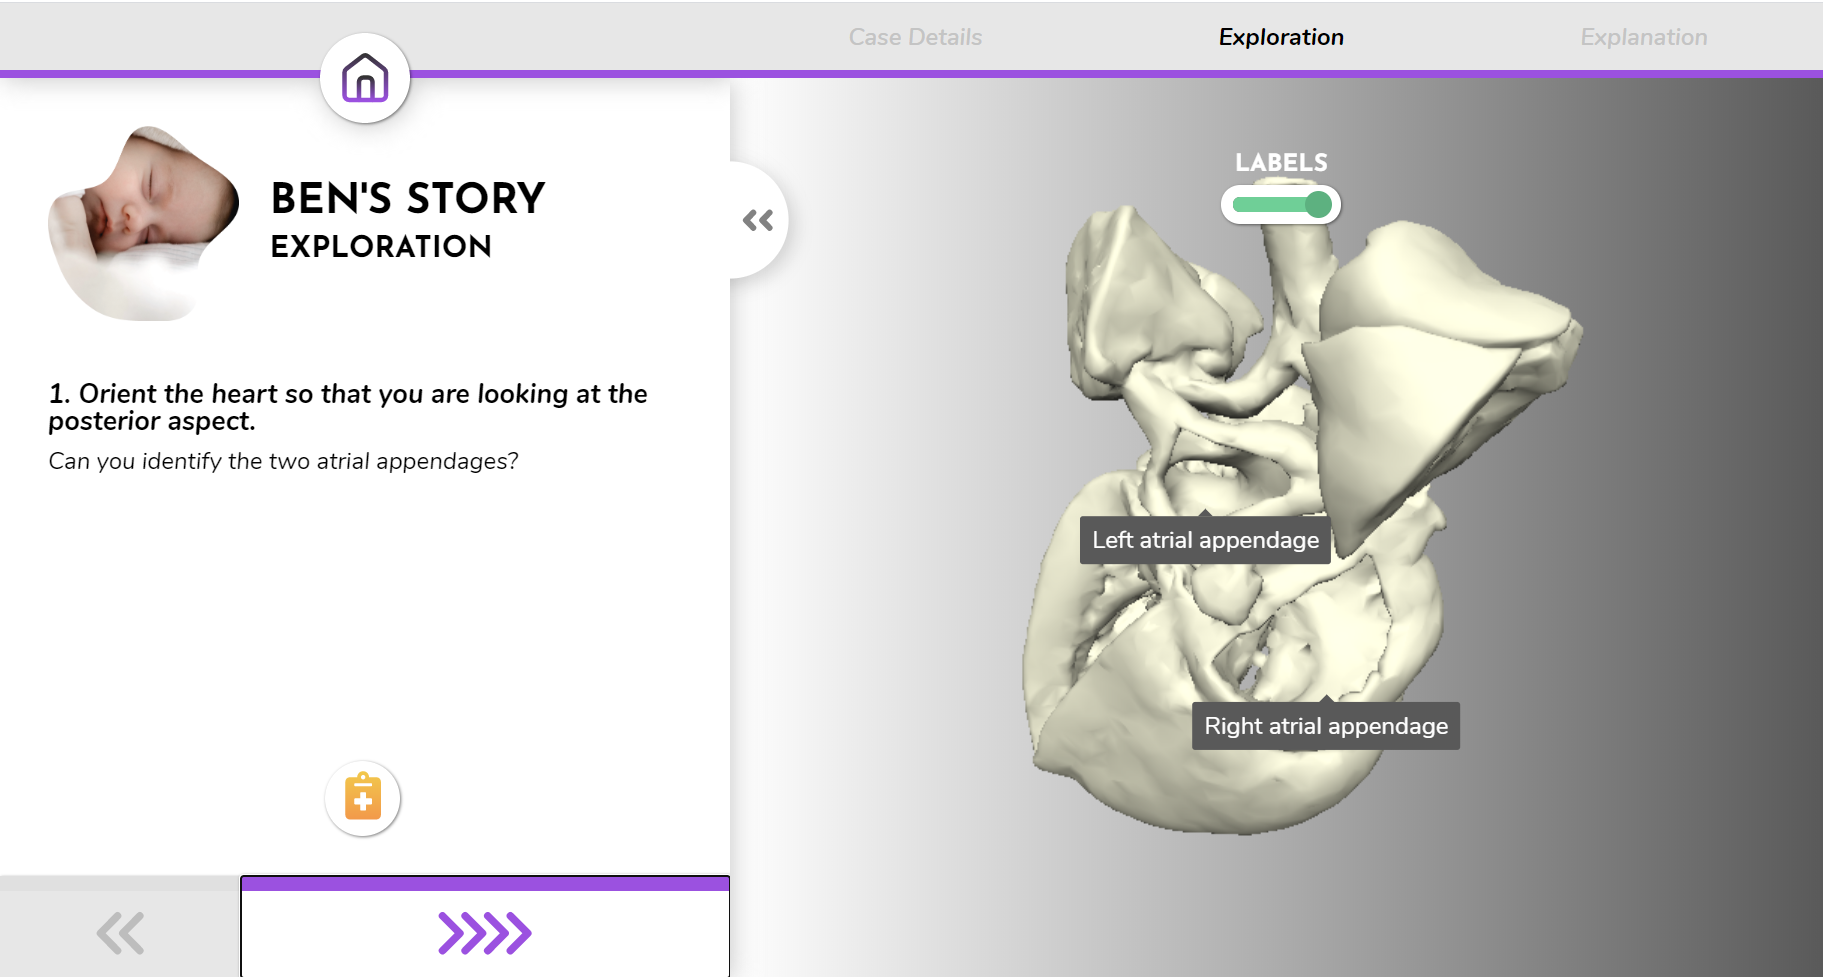 Case Details
Exploration
Explanation
BEN'S STORY
EXPLORATION
1. Orient the heart so that you are looking at the
posterior aspect.
Can you identify the two atrial appendages?
LABELS
Left atrial appendage
Right atrial appendage